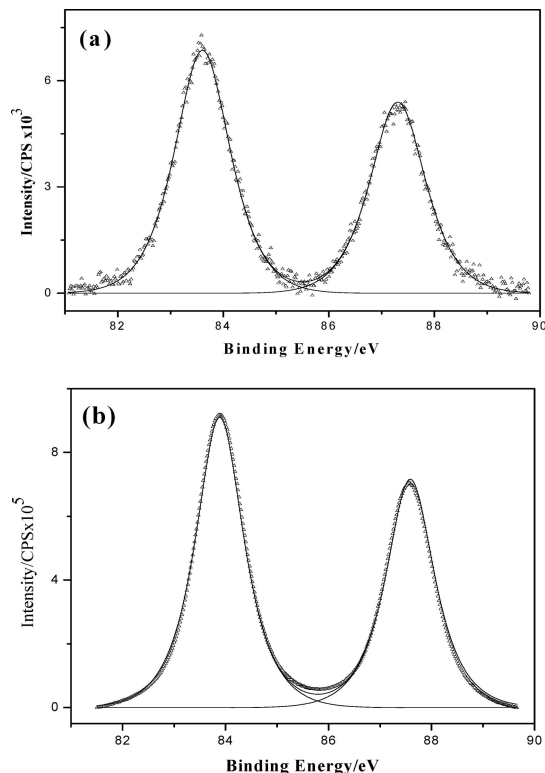 (a)
Intensity/CPS x10³
6
3
0
82 84 86 88 90
Binding Energy/eV
(b)
Intensity/CPSx10⁵
8
4
0
82 84 86 88 90
Binding Energy/eV